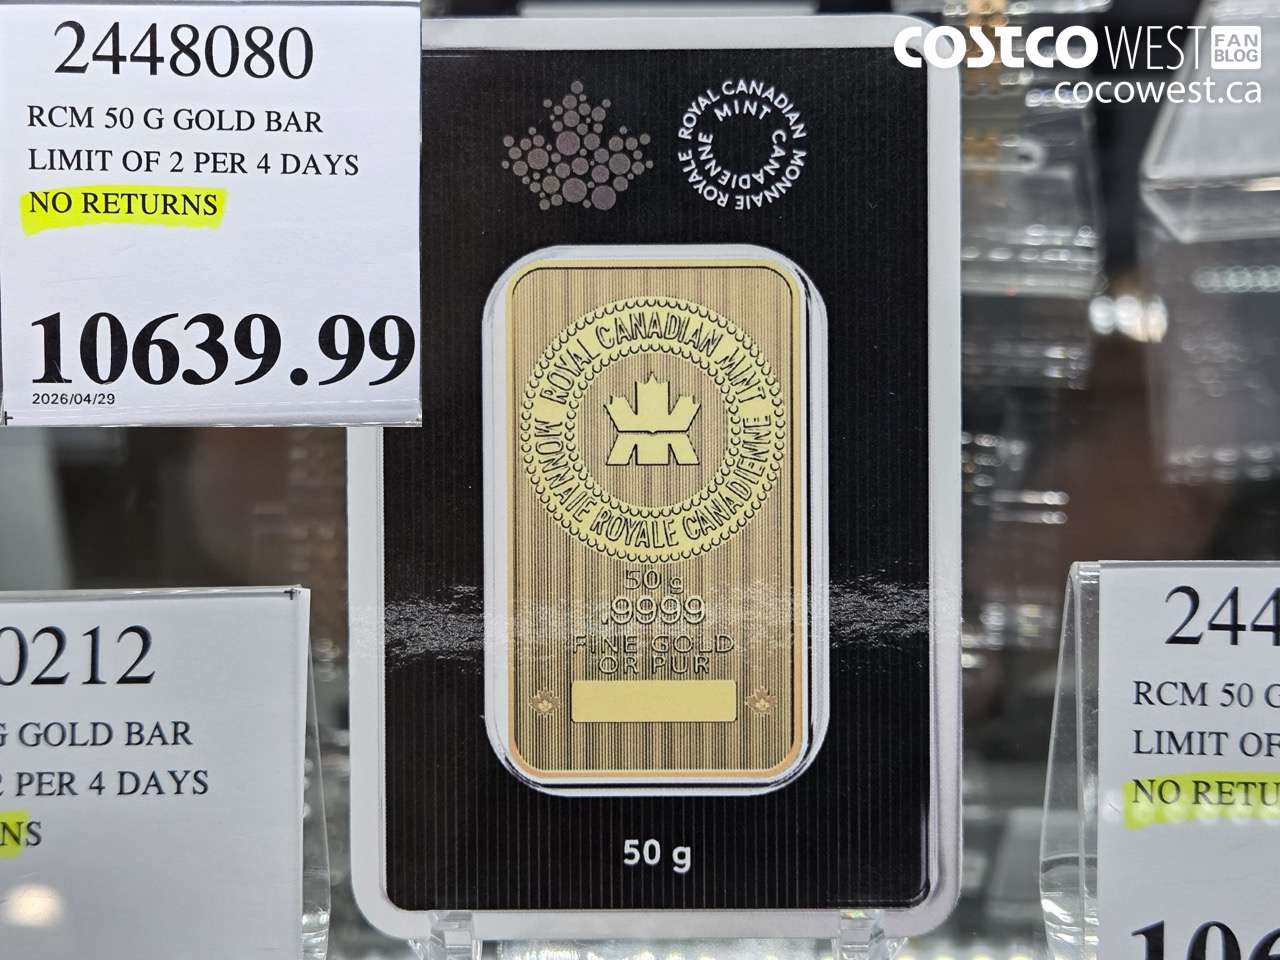 2448080
RCM 50 G GOLD BAR
LIMIT OF 2 PER 4 DAYS
NO RETURNS
10639.99
2026/04/29
COSTCO WEST FAN BLOG
cocowest.ca
ROYAL CANADIAN MINT
MONNAIE ROYALE CANADIENNE
ROYAL CANADIAN MINT
MONNAIE ROYALE CANADIENNE
50 g
.9999
FINE GOLD
OR PUR
50 g
0212
G GOLD BAR
2 PER 4 DAYS
NS
244
RCM 50 G
LIMIT OF
NO RETU
106